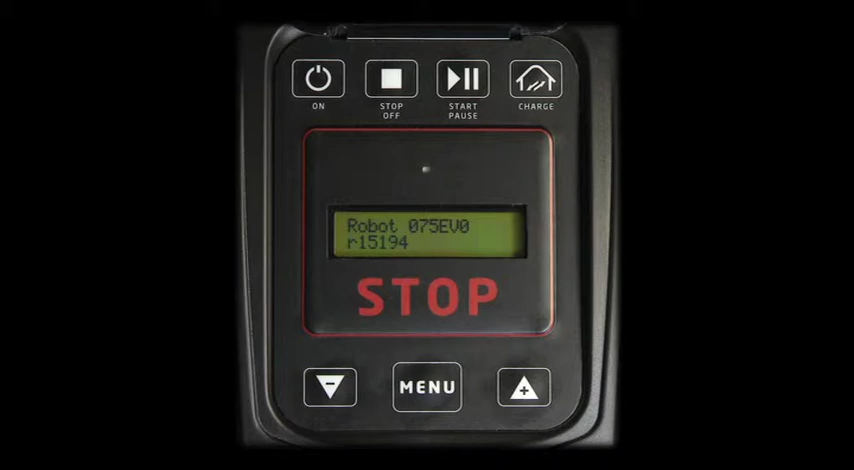 ON
STOP
OFF
START
PAUSE
CHARGE
Robot 075EV0
r15194
STOP
MENU